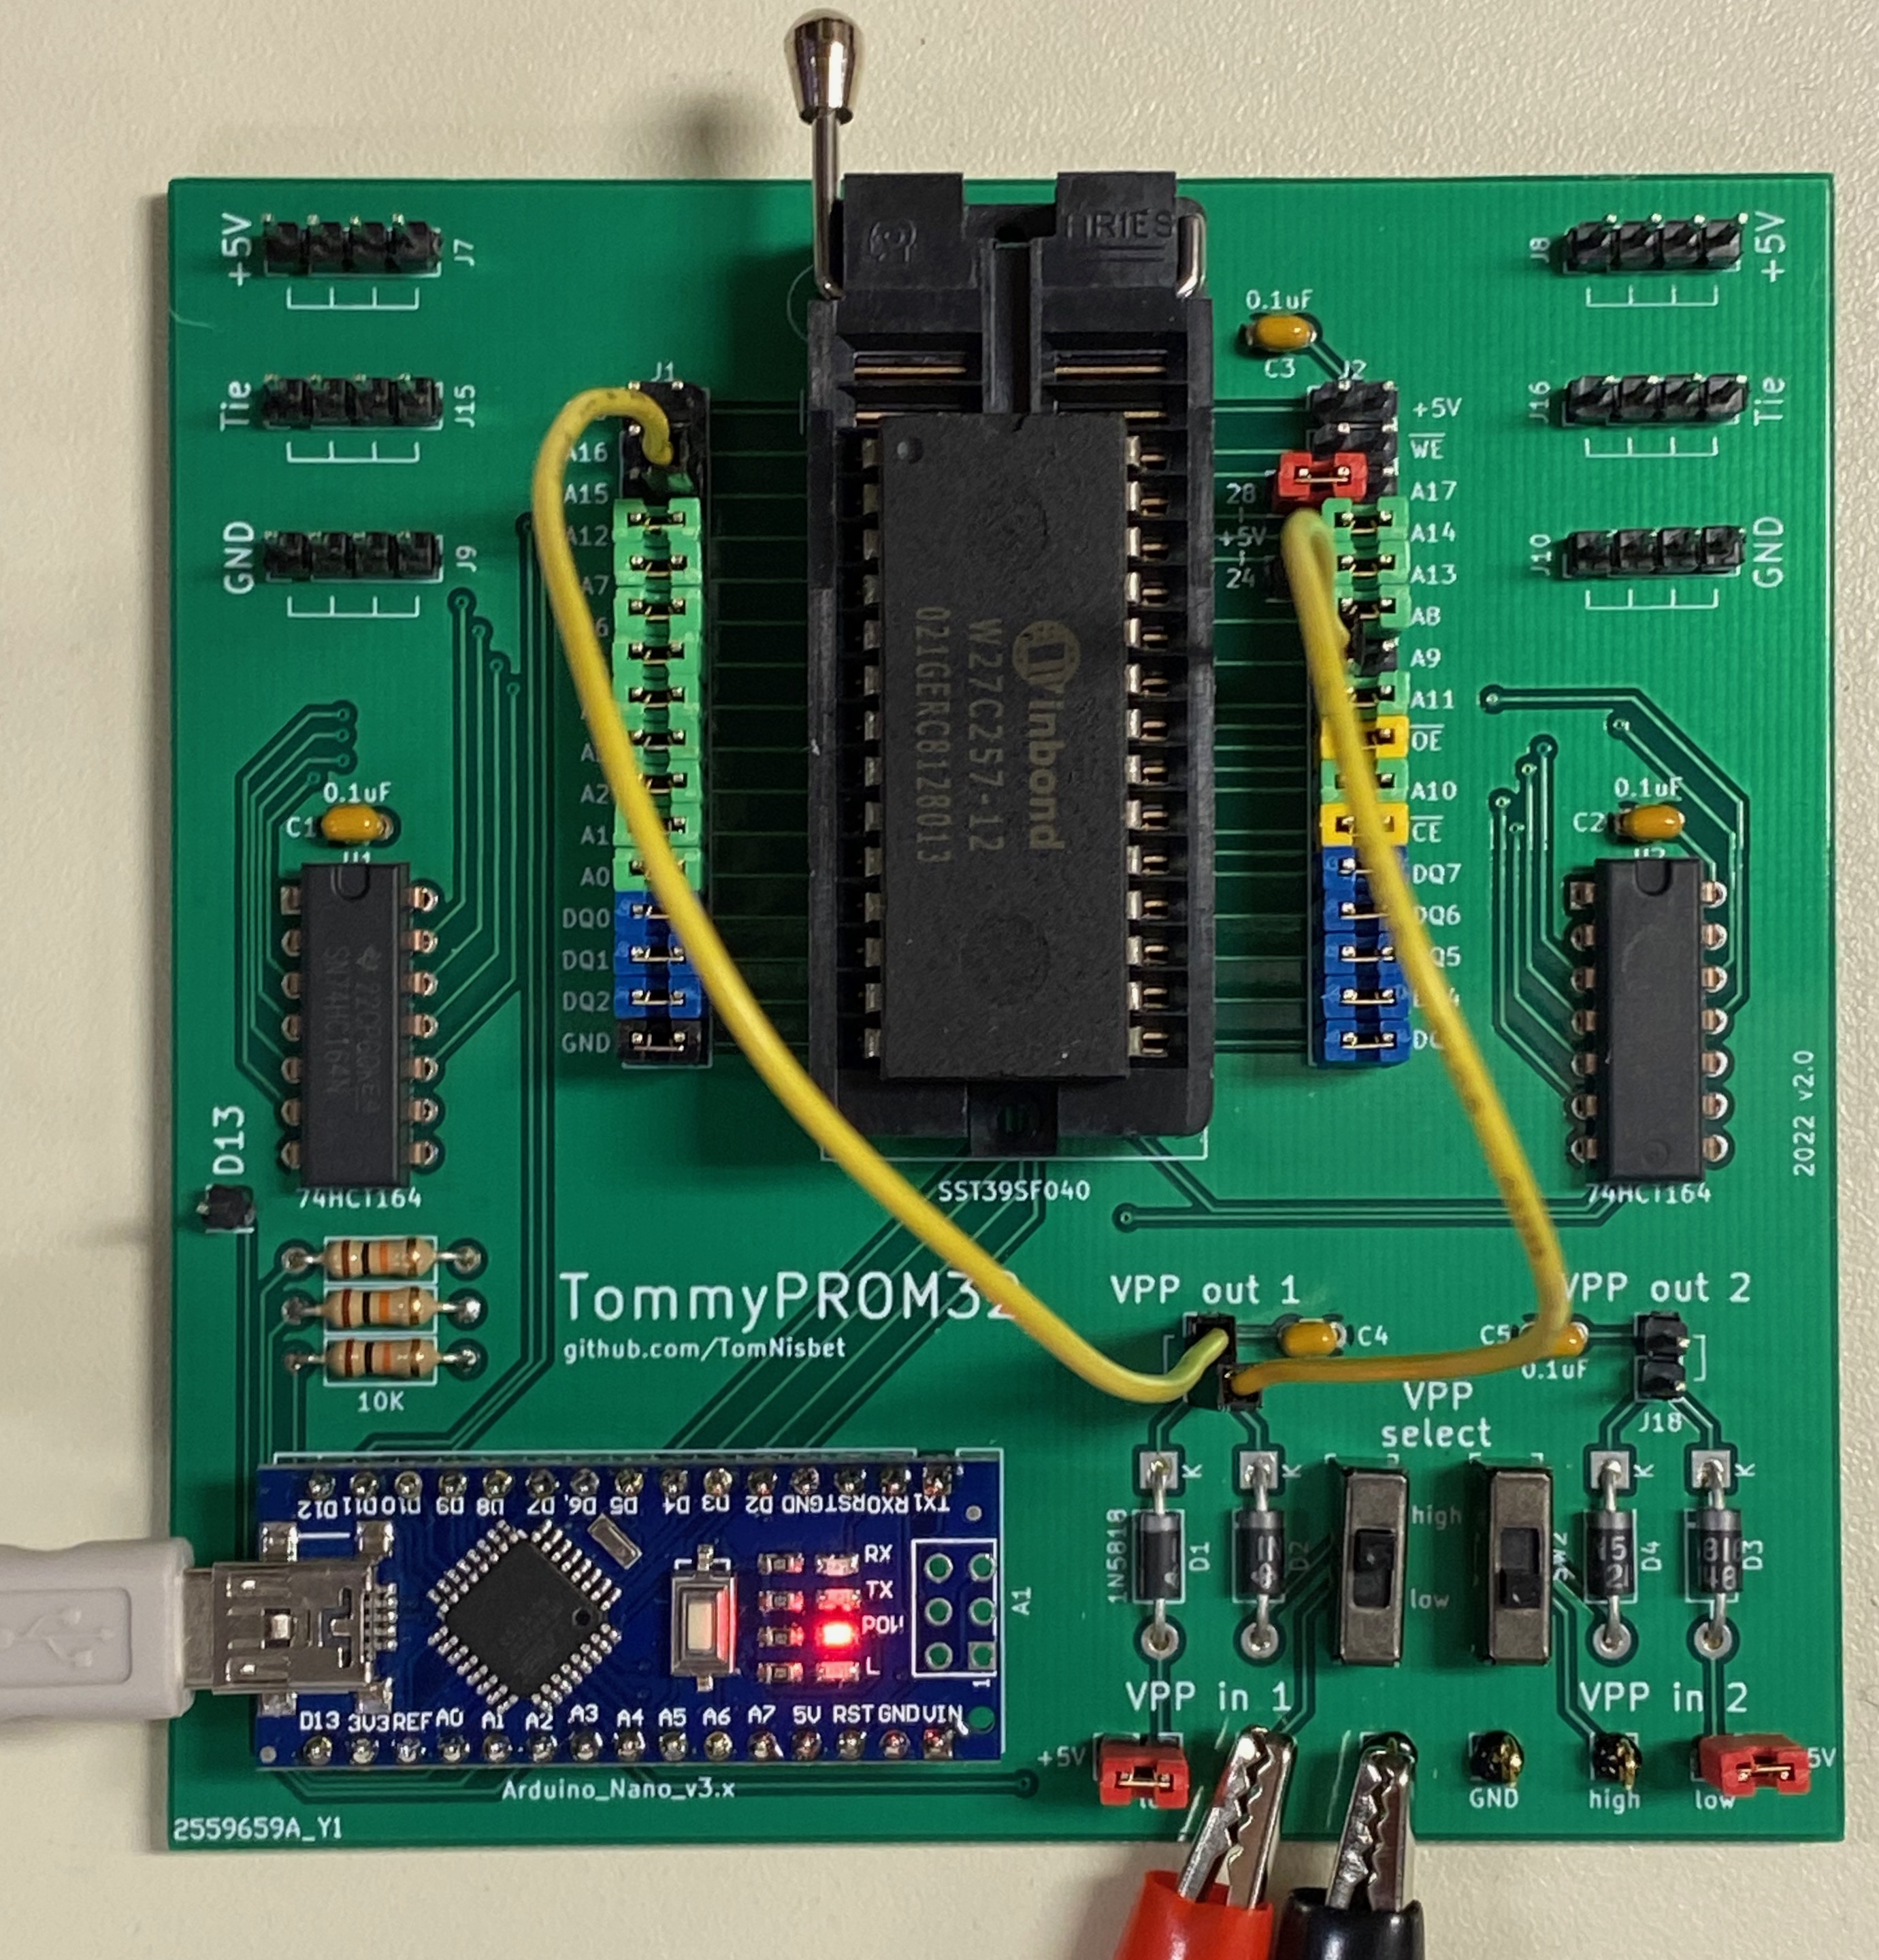 +5V
J7
J8
+5V
ARIES
0.1uF
C3
Tie
J15
J1
J2
J16
Tie
+5V
A16
WE
A15
28
A17
GND
J9
A12
+5V
A14
J10
GND
A7
24
A13
6
A8
A9
A11
OE
A2
A10
A1
CE
A0
DQ7
DQ0
DQ6
DQ1
Q5
DQ2
GND
Winbond
W27C257-12
021GERC81Z8013
0.1uF
C1
U1
SN74HC164N
74HCT164
0.1uF
C2
74HCT164
2022 v2.0
D13
SST39SF040
10K
TommyPROM32
github.com/TomNisbet
VPP out 1
VPP out 2
C4
C5
0.1uF
J18
VPP
select
K
K
K
K
high
low
1N5818
D1
D2
SW2
D4
D3
D12 D11 D10 D9 D8 D7 D6 D5 D4 D3 D2 GND RST RX0 TX1
RX
TX
POW
L
A1
1
D13 3V3 REF A0 A1 A2 A3 A4 A5 A6 A7 5V RST GND VIN
Arduino_Nano_v3.x
2559659A_Y1
VPP in 1
VPP in 2
+5V
GND
high
low
5V